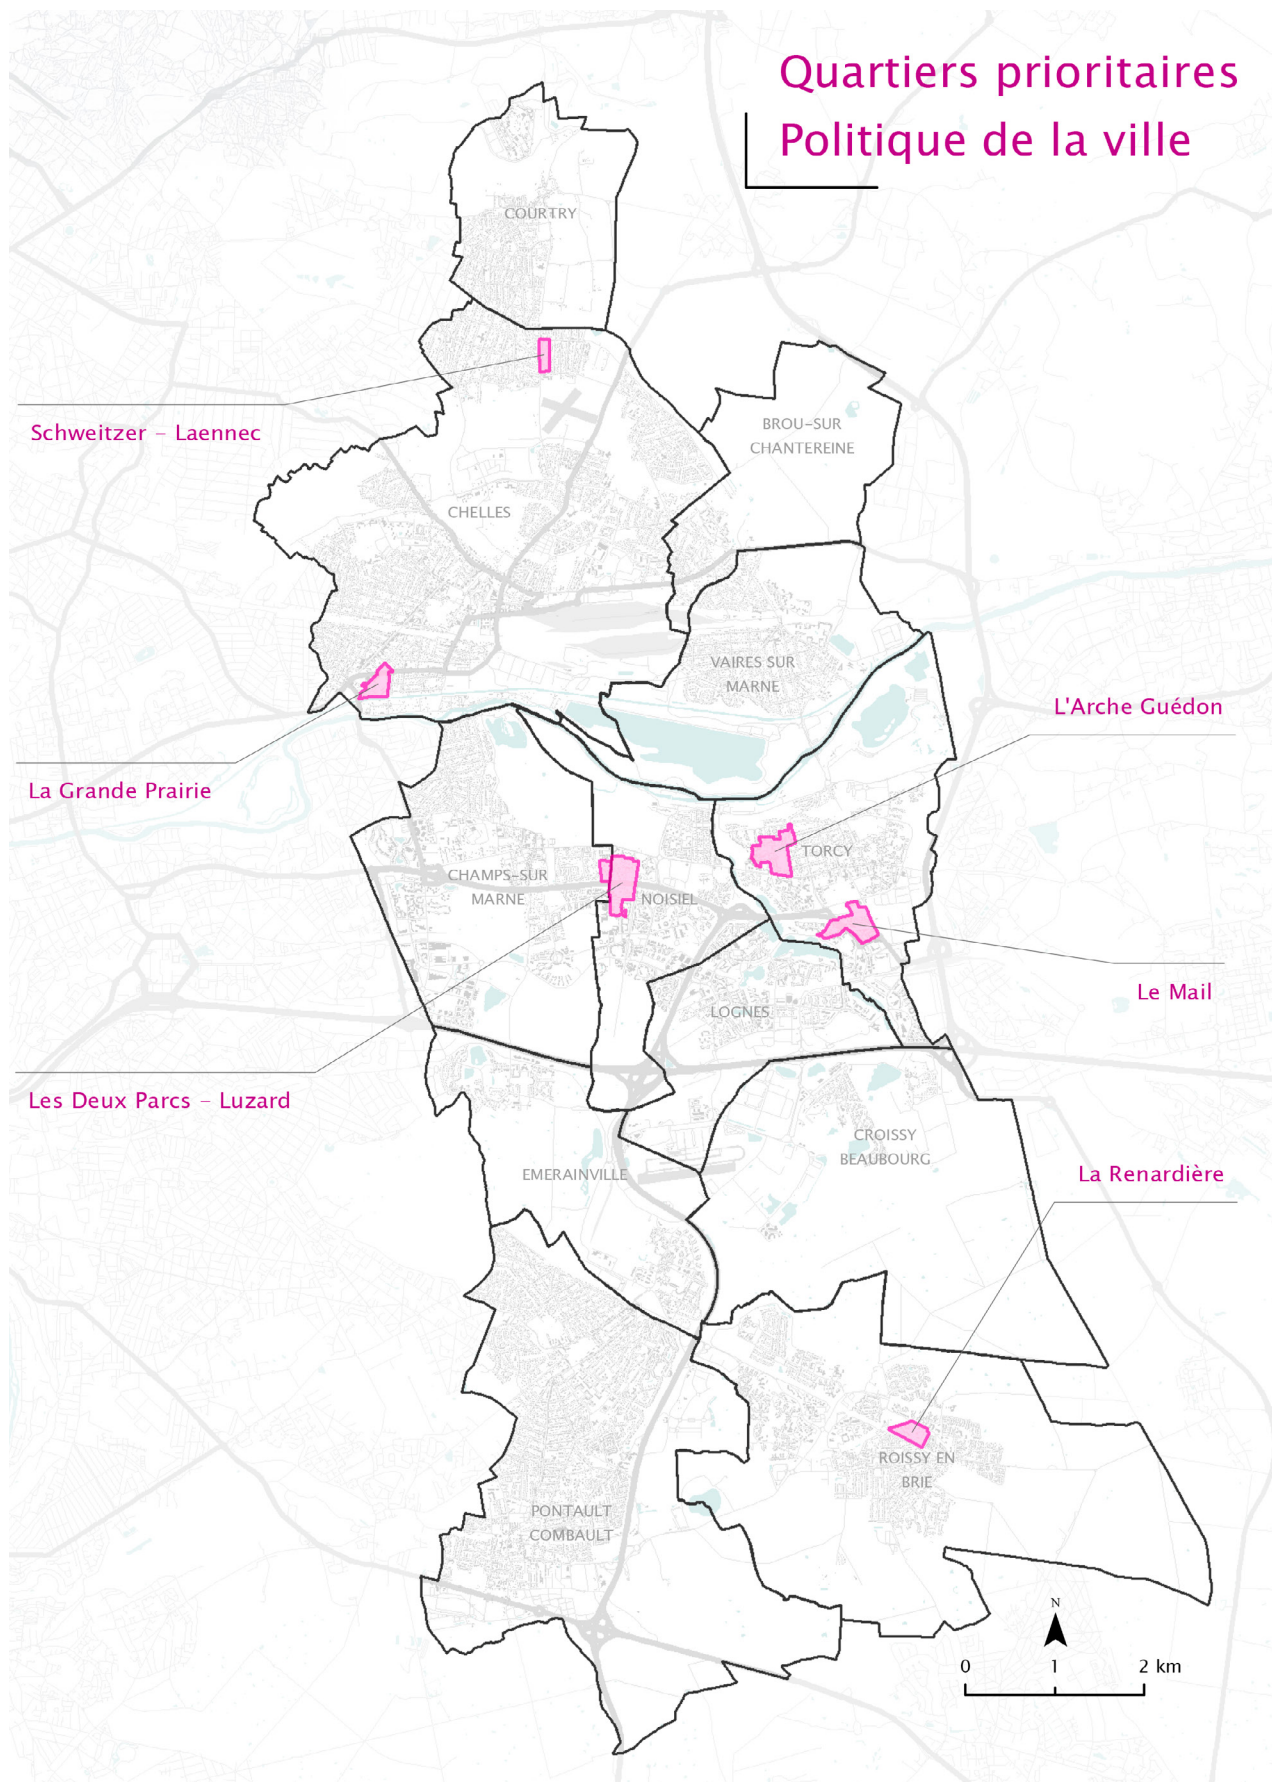 Quartiers prioritaires
Politique de la ville
COURTRY
Schweitzer – Laennec
BROU-SUR
CHANTEREINE
CHELLES
VAIRES SUR
MARNE
L'Arche Guédon
La Grande Prairie
TORCY
CHAMPS-SUR
MARNE
NOISIEL
Le Mail
LOGNES
Les Deux Parcs – Luzard
CROISSY
BEAUBOURG
EMERAINVILLE
La Renardière
ROISSY EN
BRIE
PONTAULT
COMBAULT
N
0 1 2 km